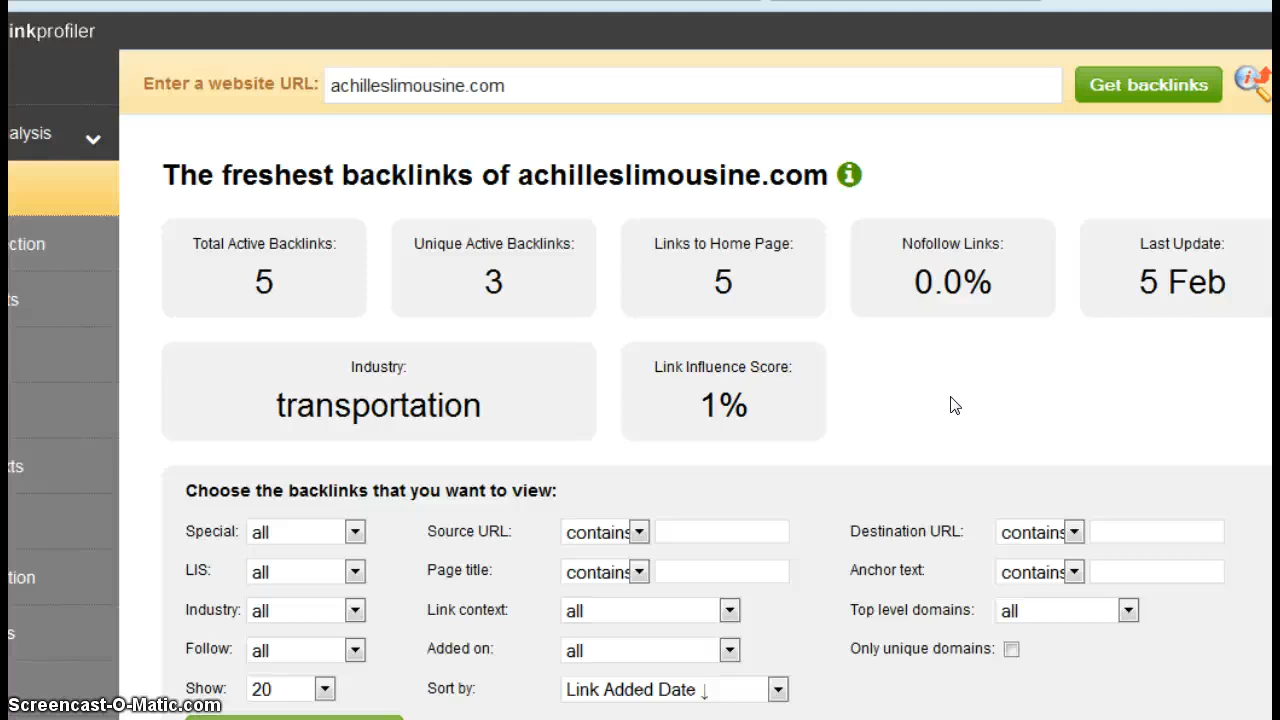 inkprofiler
Enter a website URL: achilleslimousine.com Get backlinks
alysis
The freshest backlinks of achilleslimousine.com
Total Active Backlinks: Unique Active Backlinks: Links to Home Page: Nofollow Links: Last Update:
5 3 5 0.0% 5 Feb
ction
ts
Industry: Link Influence Score:
transportation 1%
xts
Choose the backlinks that you want to view:
Special: all Source URL: contains Destination URL: contains
LIS: all Page title: contains Anchor text: contains
tion
Industry: all Link context: all Top level domains: all
s
Follow: all Added on: all Only unique domains:
Show: 20 Sort by: Link Added Date ↓
Screencast-O-Matic.com